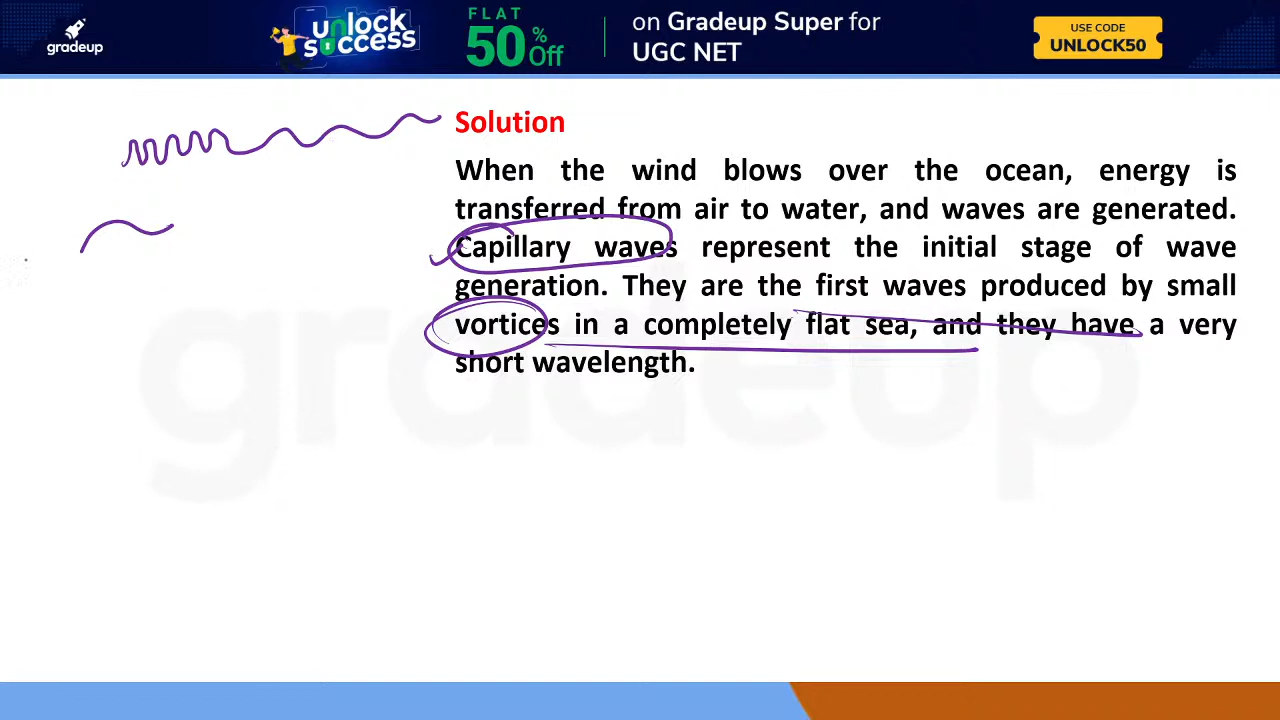 gradeup
unlock
success
FLAT
50% Off
on Gradeup Super for
UGC NET
USE CODE
UNLOCK50
Solution
When the wind blows over the ocean, energy is
transferred from air to water, and waves are generated.
Capillary waves represent the initial stage of wave
generation. They are the first waves produced by small
vortices in a completely flat sea, and they have a very
short wavelength.
gradeup